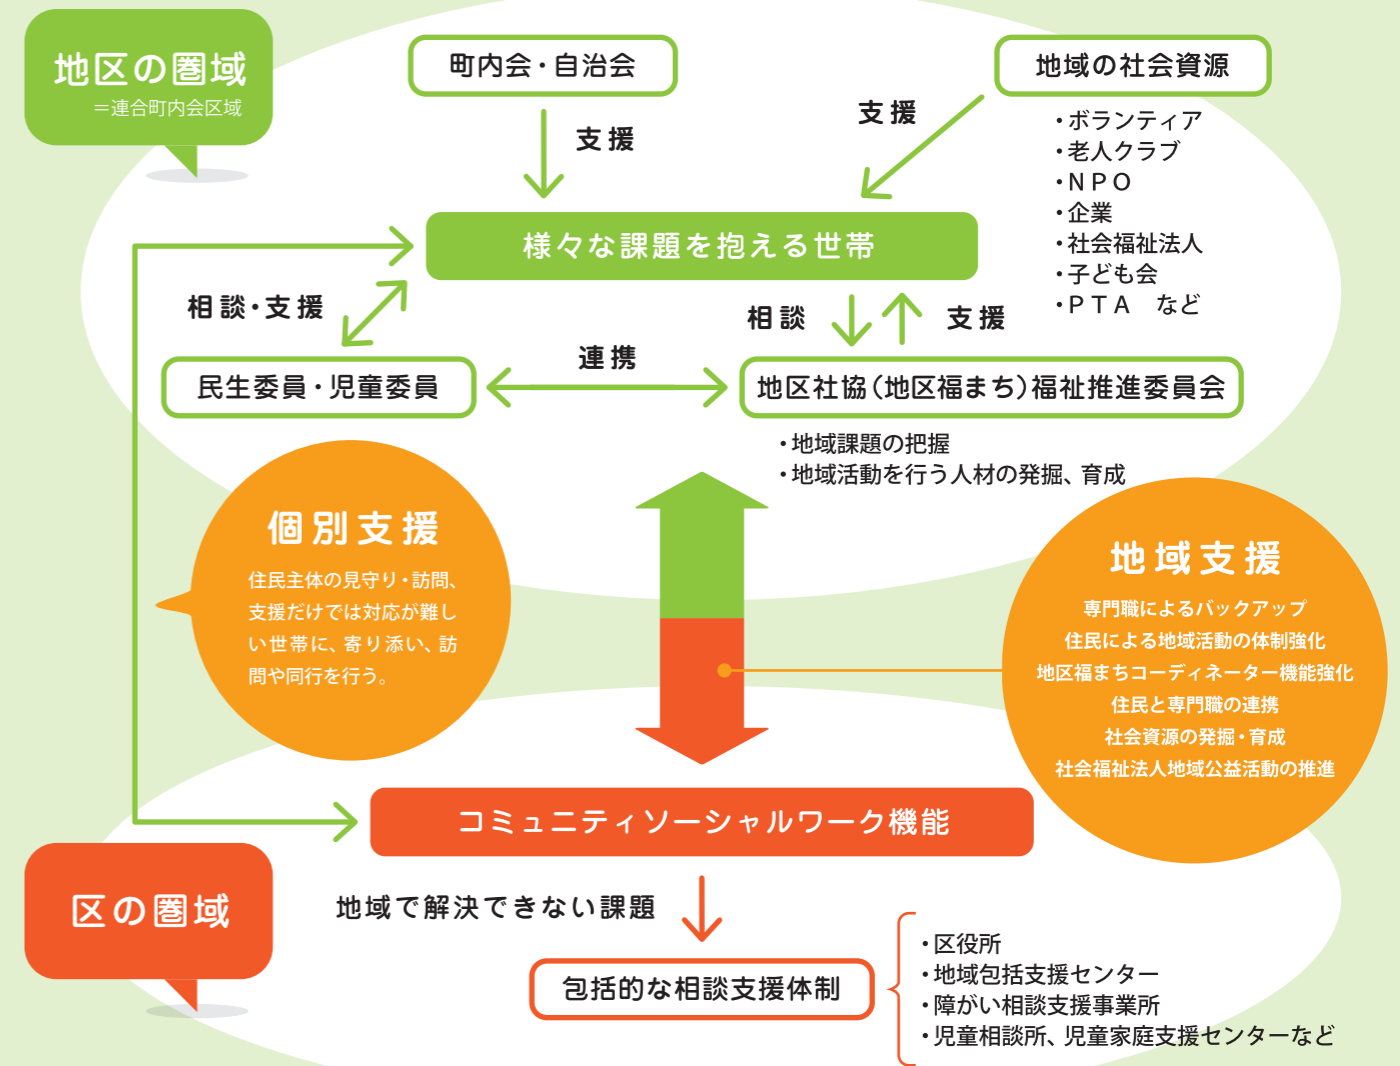 地区の圏域
＝連合町内会区域
町内会・自治会
地域の社会資源
支援
支援
・ボランティア
・老人クラブ
・ＮＰＯ
・企業
・社会福祉法人
・子ども会
・ＰＴＡ　など
様々な課題を抱える世帯
相談・支援
相談
支援
連携
民生委員・児童委員
地区社協（地区福まち）福祉推進委員会
・地域課題の把握
・地域活動を行う人材の発掘、育成
個別支援
住民主体の見守り・訪問、
支援だけでは対応が難し
い世帯に、寄り添い、訪
問や同行を行う。
地域支援
専門職によるバックアップ
住民による地域活動の体制強化
地区福まちコーディネーター機能強化
住民と専門職の連携
社会資源の発掘・育成
社会福祉法人地域公益活動の推進
コミュニティソーシャルワーク機能
区の圏域
地域で解決できない課題
包括的な相談支援体制
・区役所
・地域包括支援センター
・障がい相談支援事業所
・児童相談所、児童家庭支援センターなど